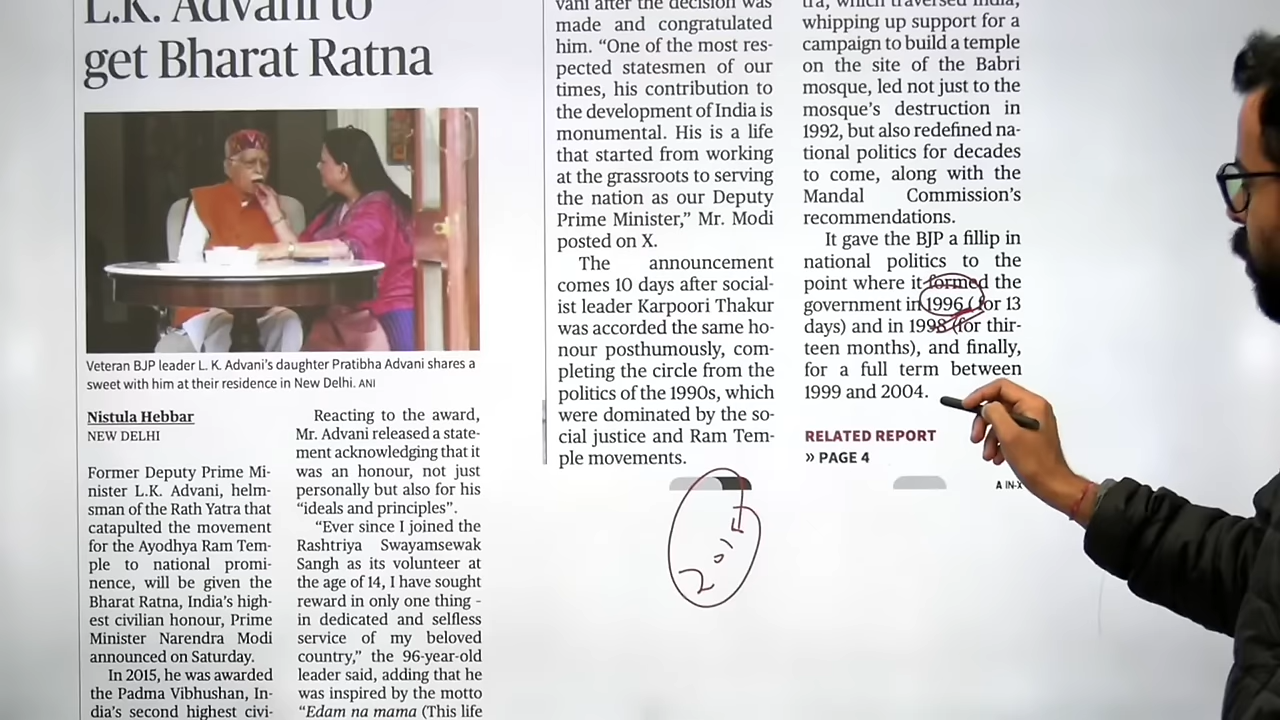 L.K. Advani to
get Bharat Ratna
Veteran BJP leader L. K. Advani's daughter Pratibha Advani shares a
sweet with him at their residence in New Delhi. ANI
Nistula Hebbar
NEW DELHI
Former Deputy Prime Mi-
nister L.K. Advani, helm-
sman of the Rath Yatra that
catapulted the movement
for the Ayodhya Ram Tem-
ple to national promi-
nence, will be given the
Bharat Ratna, India's high-
est civilian honour, Prime
Minister Narendra Modi
announced on Saturday.
In 2015, he was awarded
the Padma Vibhushan, In-
dia's second highest civi-
Reacting to the award,
Mr. Advani released a state-
ment acknowledging that it
was an honour, not just
personally but also for his
“ideals and principles”.
“Ever since I joined the
Rashtriya Swayamsewak
Sangh as its volunteer at
the age of 14, I have sought
reward in only one thing -
in dedicated and selfless
service of my beloved
country,” the 96-year-old
leader said, adding that he
was inspired by the motto
“Edam na mama (This life
vani after the decision was
made and congratulated
him. “One of the most res-
pected statesmen of our
times, his contribution to
the development of India is
monumental. His is a life
that started from working
at the grassroots to serving
the nation as our Deputy
Prime Minister,” Mr. Modi
posted on X.
The announcement
comes 10 days after social-
ist leader Karpoori Thakur
was accorded the same ho-
nour posthumously, com-
pleting the circle from the
politics of the 1990s, which
were dominated by the so-
cial justice and Ram Tem-
ple movements.
2015
tra, which traversed India,
whipping up support for a
campaign to build a temple
on the site of the Babri
mosque, led not just to the
mosque's destruction in
1992, but also redefined na-
tional politics for decades
to come, along with the
Mandal Commission's
recommendations.
It gave the BJP a fillip in
national politics to the
point where it formed the
government in 1996 (for 13
days) and in 1998 (for thir-
teen months), and finally,
for a full term between
1999 and 2004.
RELATED REPORT
» PAGE 4
A IN-X